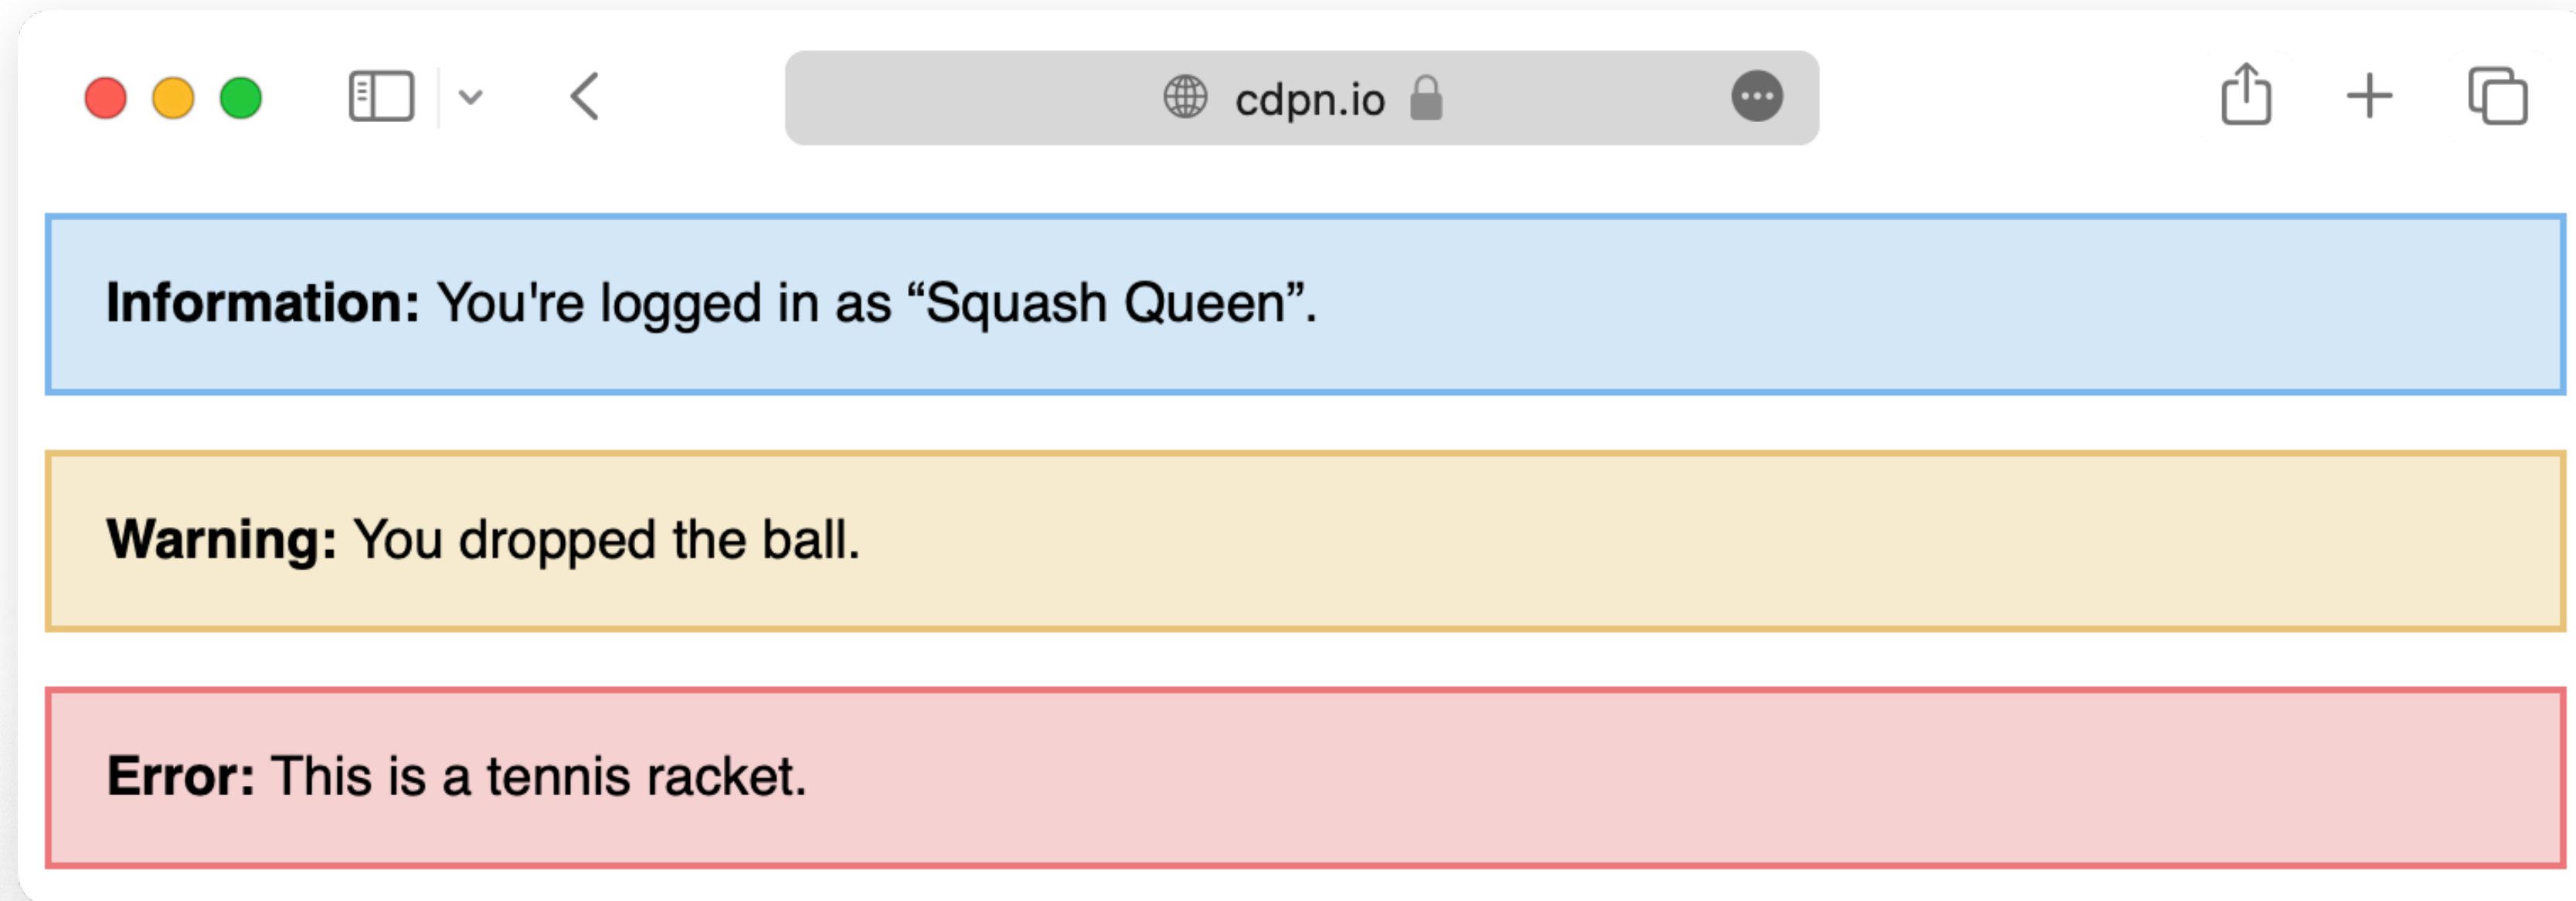 cdpn.io
Information: You're logged in as “Squash Queen”.
Warning: You dropped the ball.
Error: This is a tennis racket.